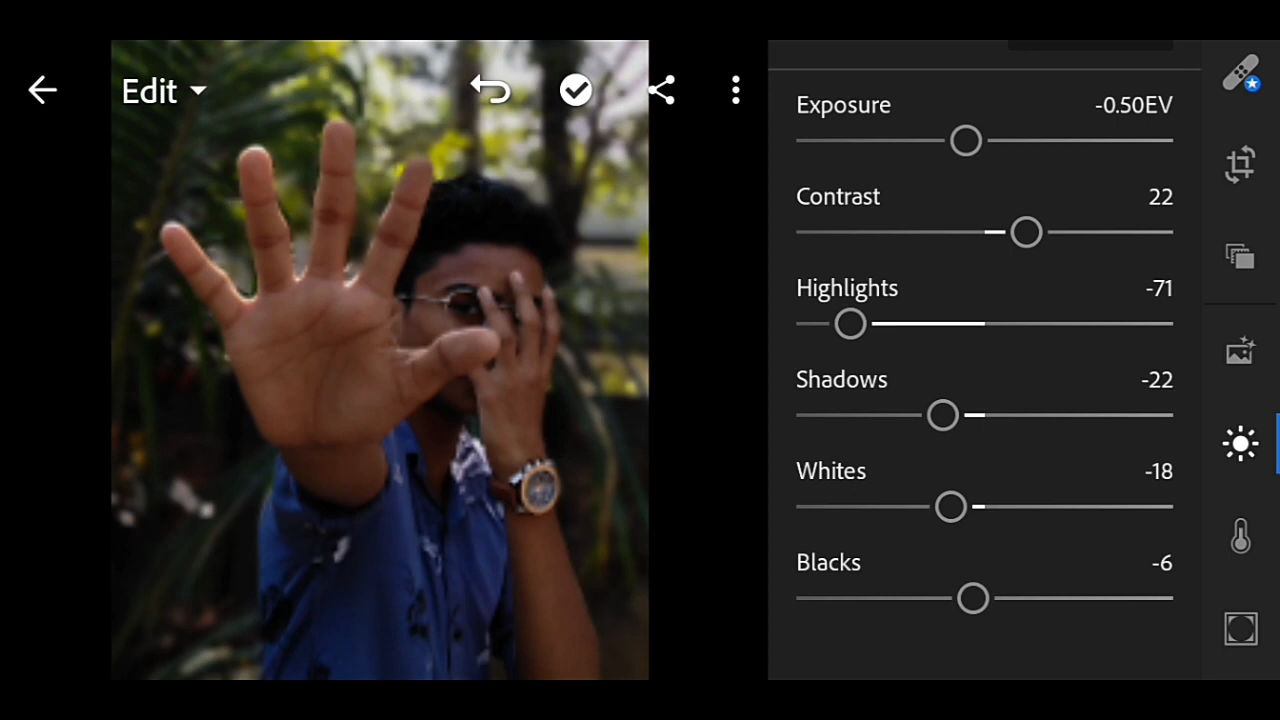 Edit
Exposure -0.50EV
Contrast 22
Highlights -71
Shadows -22
Whites -18
Blacks -6